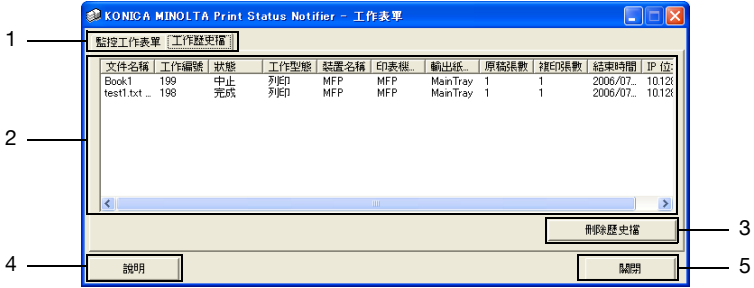 KONICA MINOLTA Print Status Notifier - 工作表單
1 監控工作表單 工作歷史檔
文件名稱 工作編號 狀態 工作型態 裝置名稱 印表機... 輸出紙... 原稿張數 複印張數 結束時間 IP 位:
Book1 199 中止 列印 MFP MFP MainTray 1 1 2006/07... 10.128
test1.txt ... 198 完成 列印 MFP MFP MainTray 1 1 2006/07... 10.128
2
刪除歷史檔 3
4 說明 關閉 5